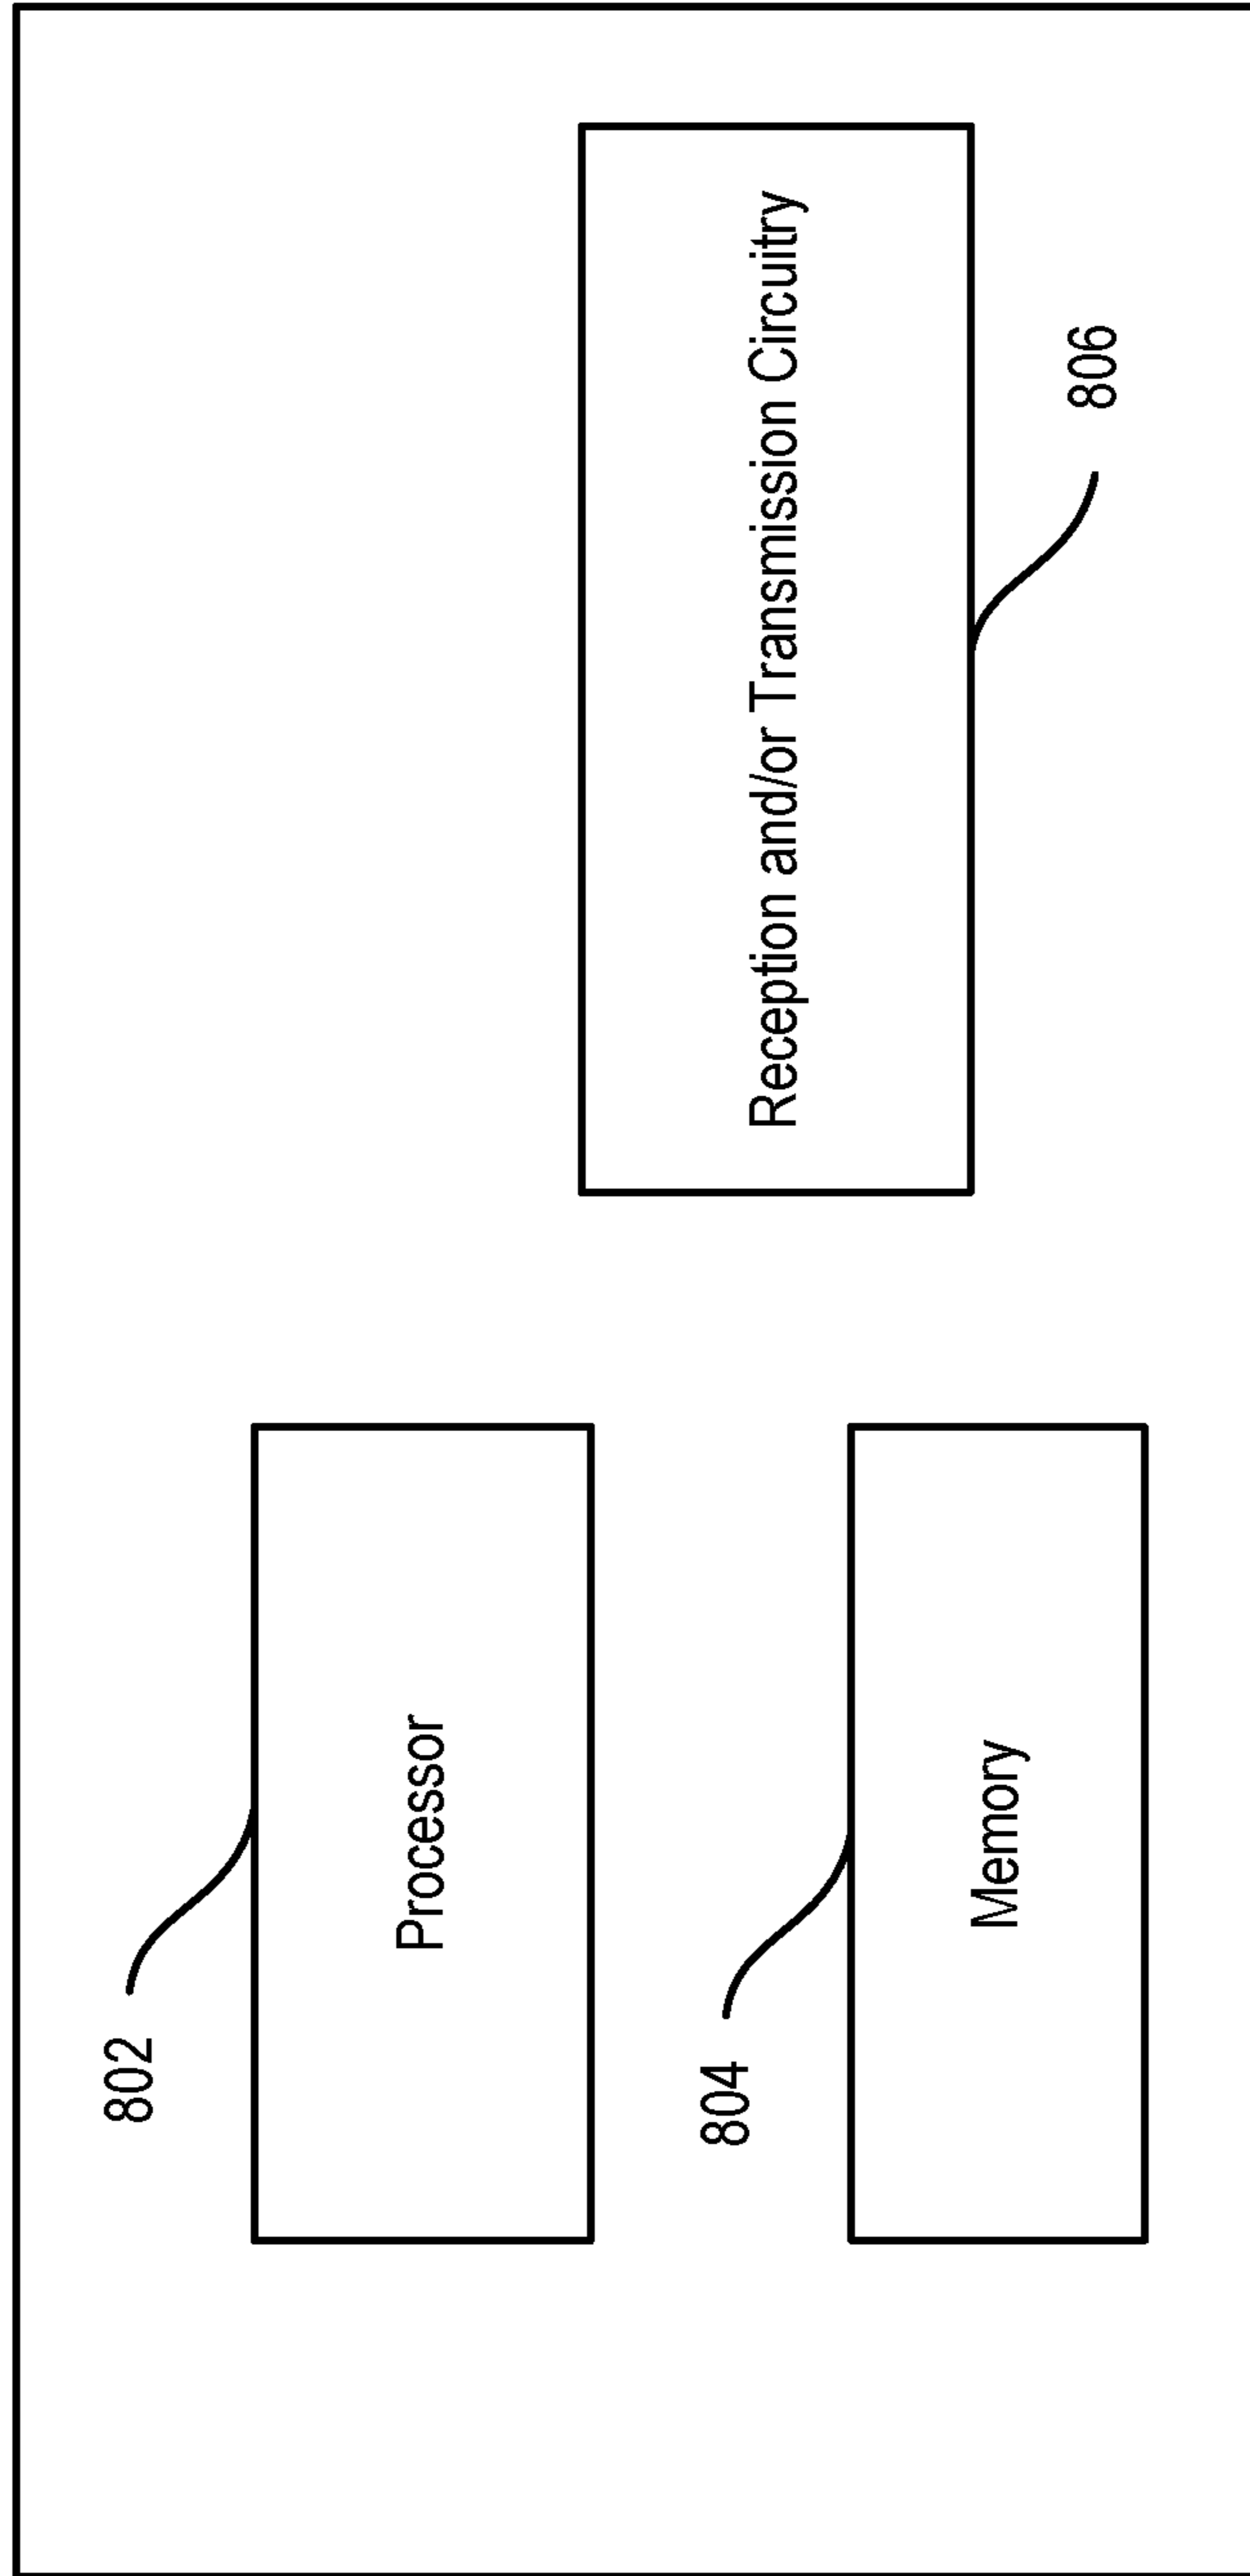 802
Processor
804
Memory
Reception and/or Transmission Circuitry
806